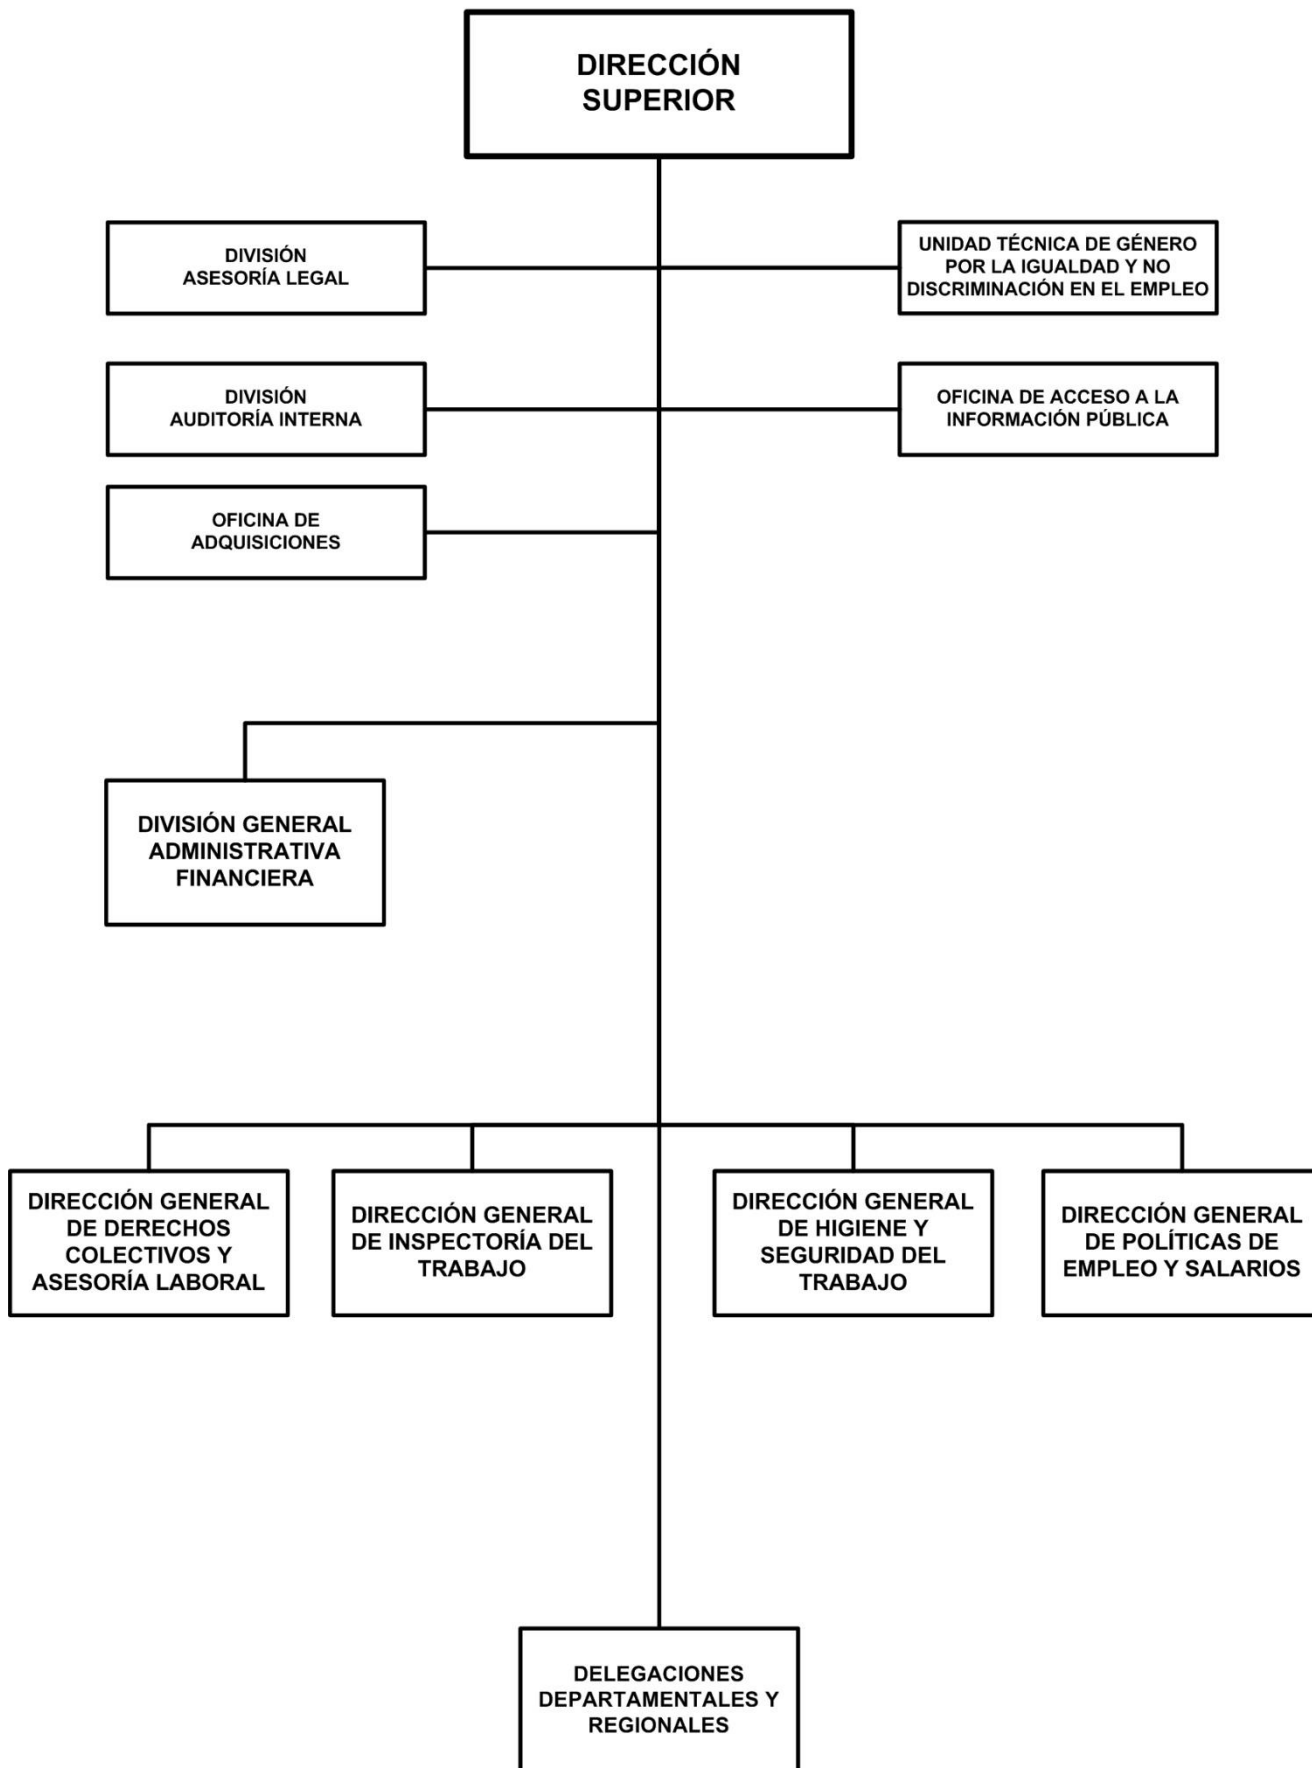 DIRECCIÓN
SUPERIOR
DIVISIÓN
ASESORÍA LEGAL
UNIDAD TÉCNICA DE GÉNERO
POR LA IGUALDAD Y NO
DISCRIMINACIÓN EN EL EMPLEO
DIVISIÓN
AUDITORÍA INTERNA
OFICINA DE ACCESO A LA
INFORMACIÓN PÚBLICA
OFICINA DE
ADQUISICIONES
DIVISIÓN GENERAL
ADMINISTRATIVA
FINANCIERA
DIRECCIÓN GENERAL
DE DERECHOS
COLECTIVOS Y
ASESORÍA LABORAL
DIRECCIÓN GENERAL
DE INSPECTORÍA DEL
TRABAJO
DIRECCIÓN GENERAL
DE HIGIENE Y
SEGURIDAD DEL
TRABAJO
DIRECCIÓN GENERAL
DE POLÍTICAS DE
EMPLEO Y SALARIOS
DELEGACIONES
DEPARTAMENTALES Y
REGIONALES